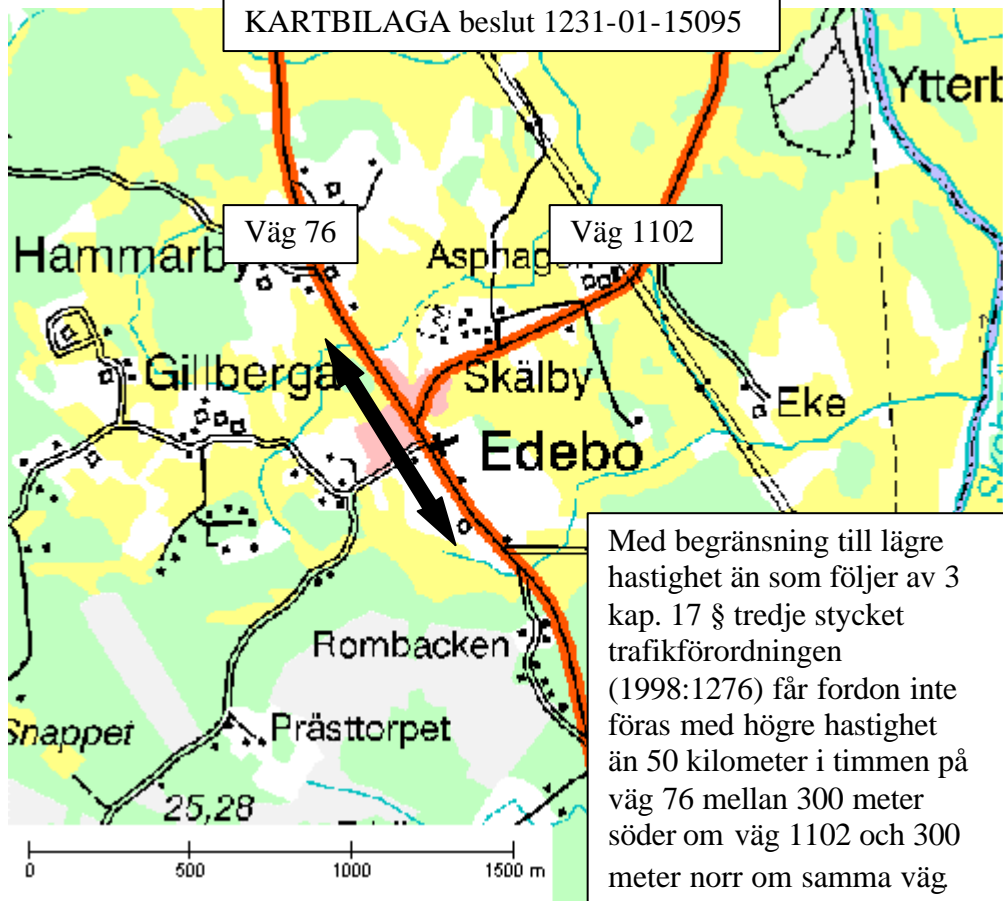 KARTBILAGA beslut 1231-01-15095
Väg 76
Väg 1102
Hammarby
Gillberga
Skälby
Edebo
Eke
Rombacken
Prästtorpet
Snappet
25,28
0 500 1000 1500 m
Med begränsning till lägre
hastighet än som följer av 3
kap. 17 § tredje stycket
trafikförordningen
(1998:1276) får fordon inte
föras med högre hastighet
än 50 kilometer i timmen på
väg 76 mellan 300 meter
söder om väg 1102 och 300
meter norr om samma väg.